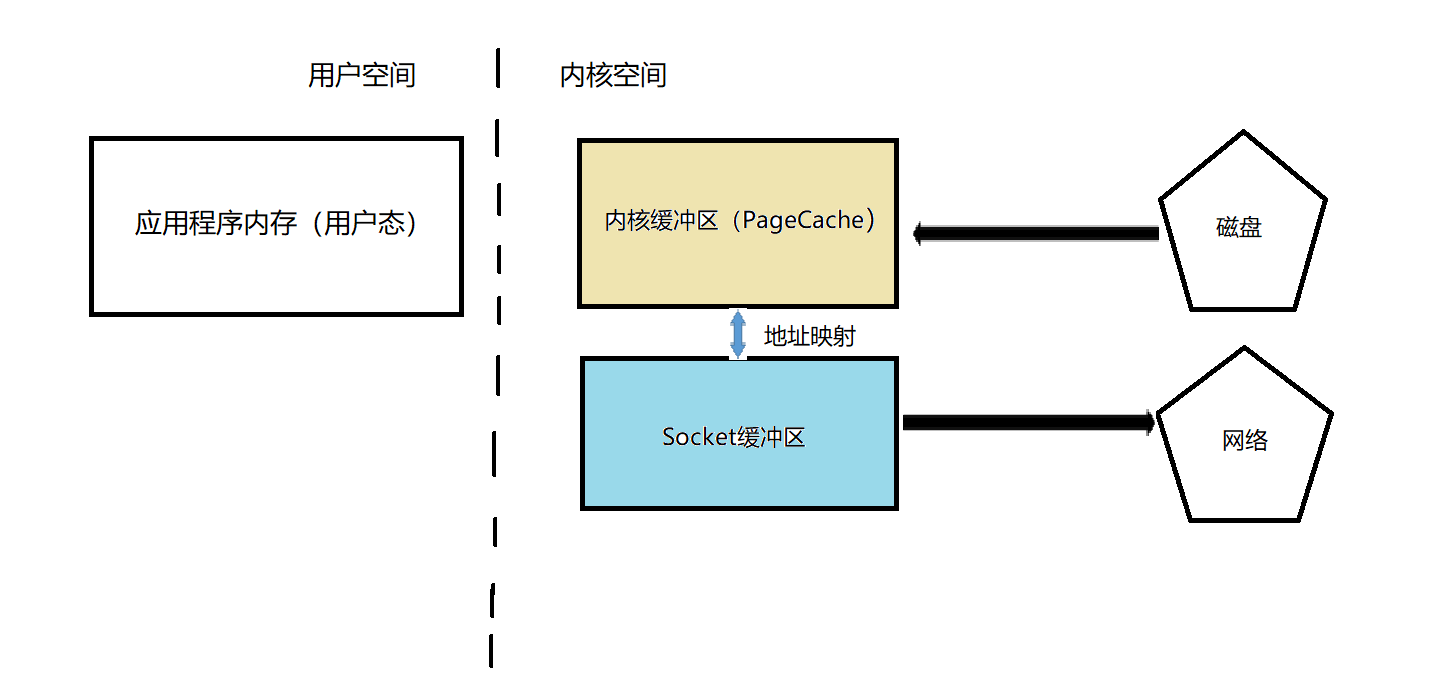 用户空间
内核空间
应用程序内存（用户态）
内核缓冲区（PageCache）
磁盘
地址映射
Socket缓冲区
网络